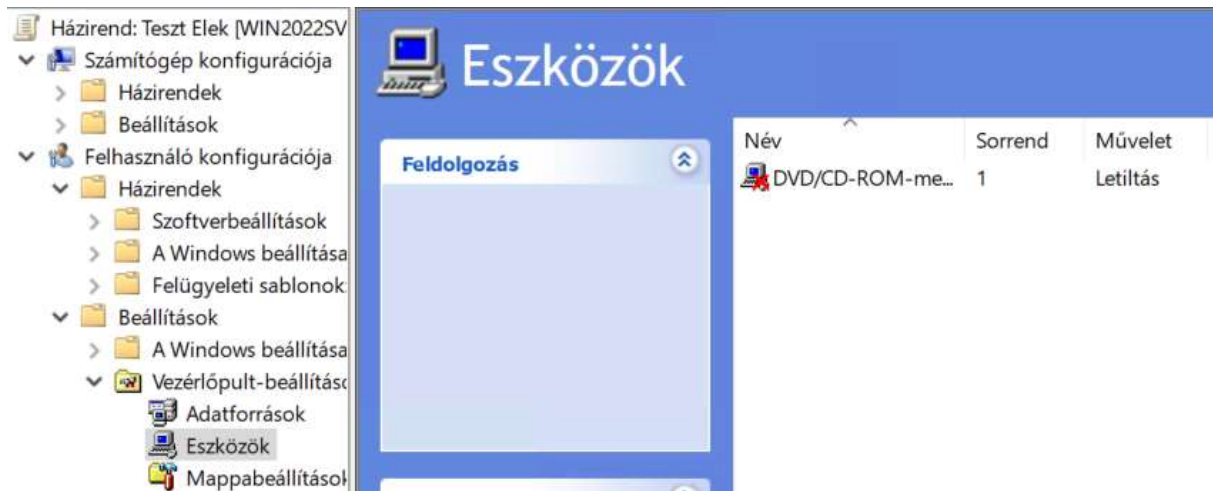 Házirend: Teszt Elek [WIN2022SV
Számítógép konfigurációja
Házirendek
Beállítások
Felhasználó konfigurációja
Házirendek
Szoftverbeállítások
A Windows beállítása
Felügyeleti sablonok
Beállítások
A Windows beállítása
Vezérlőpult-beállításo
Adatforrások
Eszközök
Mappabeállítások
Eszközök
Feldolgozás
Név Sorrend Művelet
DVD/CD-ROM-me... 1 Letiltás